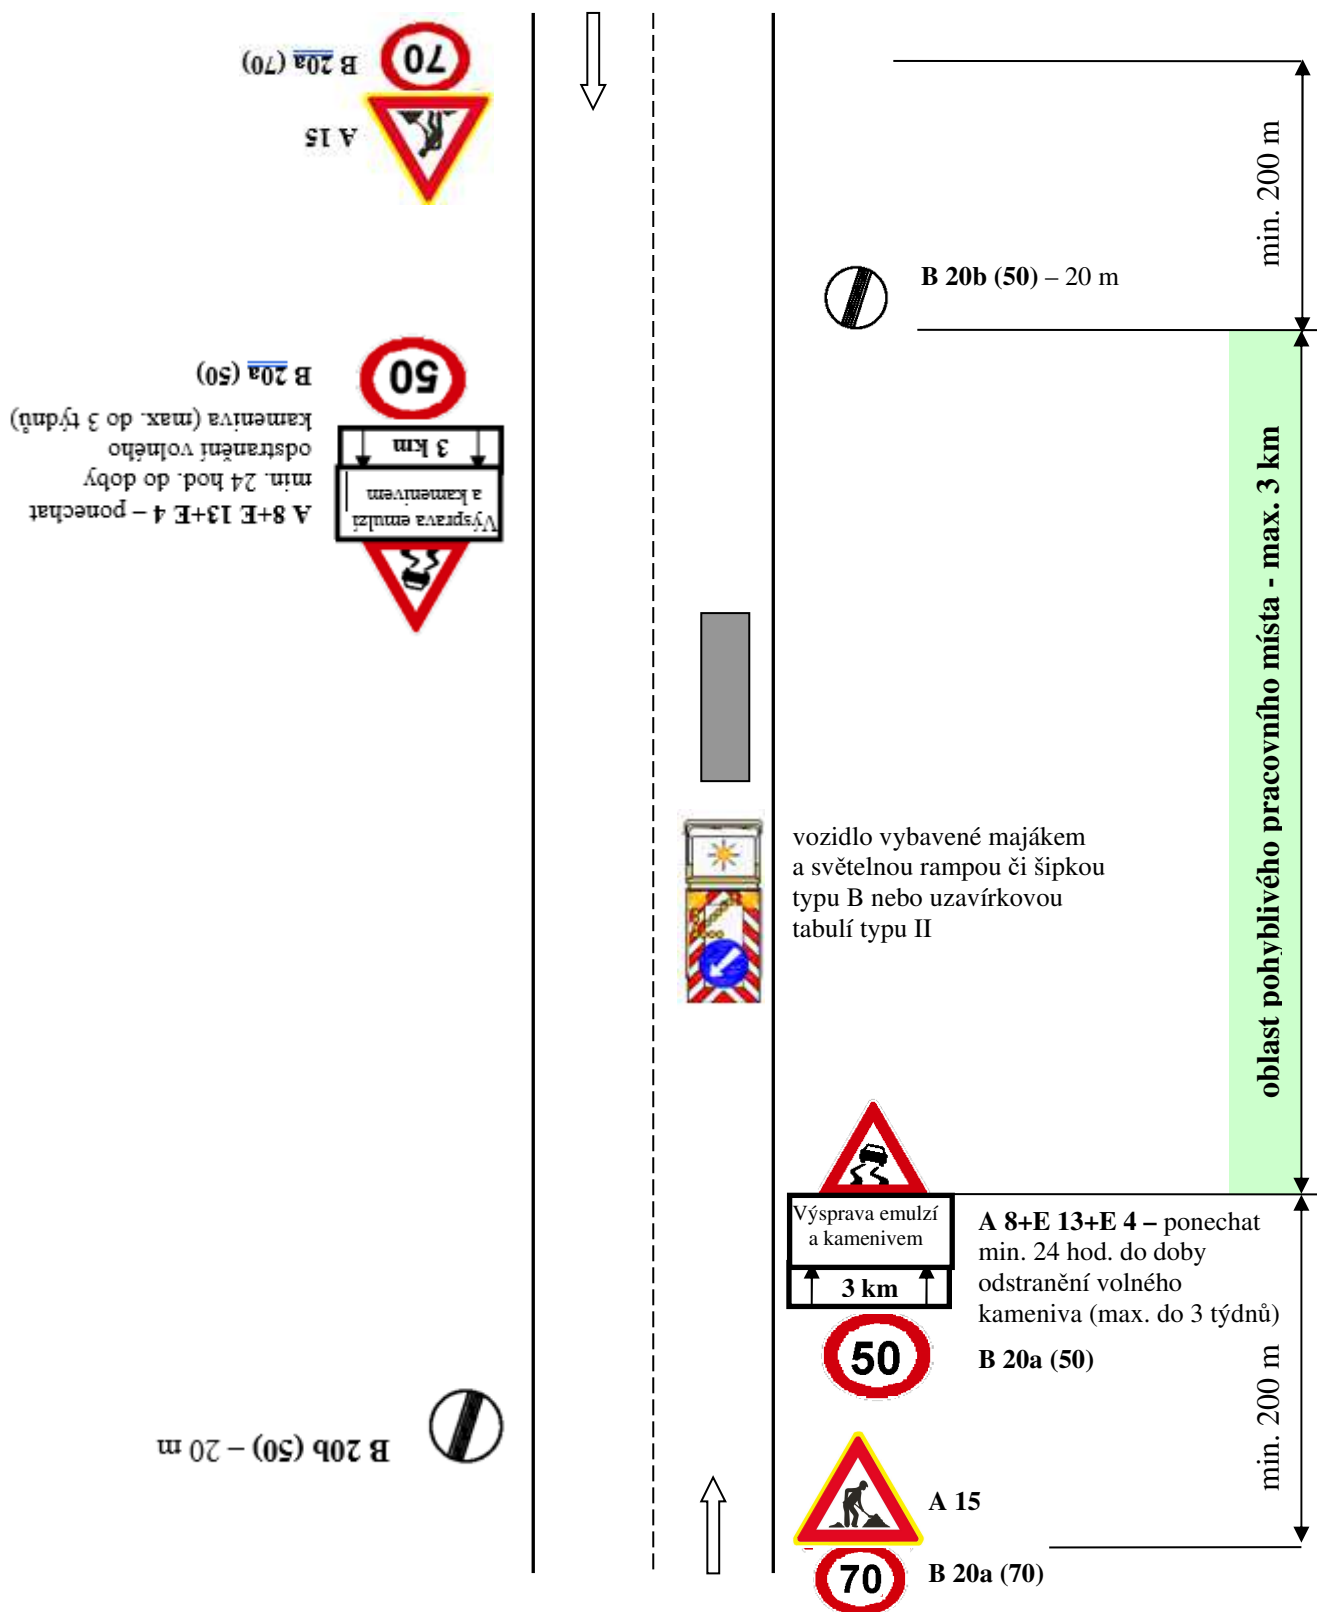 B 20a (70)
70
A 15
min. 200 m
B 20b (50) – 20 m
B 20a (50)
50
3 km
Výsprava emulzí
a kamenivem
A 8+E 13+E 4 – ponechat
min. 24 hod. do doby
odstranění volného
kameniva (max. do 3 týdnů)
oblast pohyblivého pracovního místa - max. 3 km
vozidlo vybavené majákem
a světelnou rampou či šipkou
typu B nebo uzavírkovou
tabulí typu II
Výsprava emulzí
a kamenivem
3 km
A 8+E 13+E 4 – ponechat
min. 24 hod. do doby
odstranění volného
kameniva (max. do 3 týdnů)
50
B 20a (50)
min. 200 m
B 20b (50) – 20 m
A 15
70
B 20a (70)